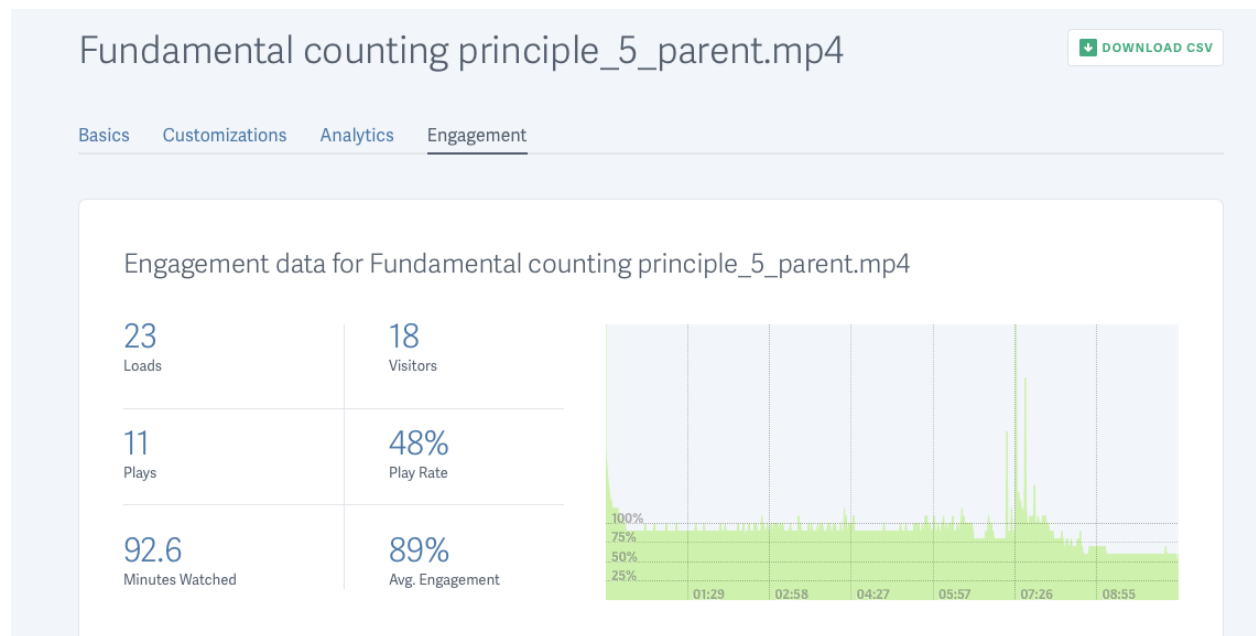 Fundamental counting principle_5_parent.mp4
DOWNLOAD CSV
Basics Customizations Analytics Engagement
Engagement data for Fundamental counting principle_5_parent.mp4
23
Loads
18
Visitors
11
Plays
48%
Play Rate
92.6
Minutes Watched
89%
Avg. Engagement
100%
75%
50%
25%
01:29 02:58 04:27 05:57 07:26 08:55